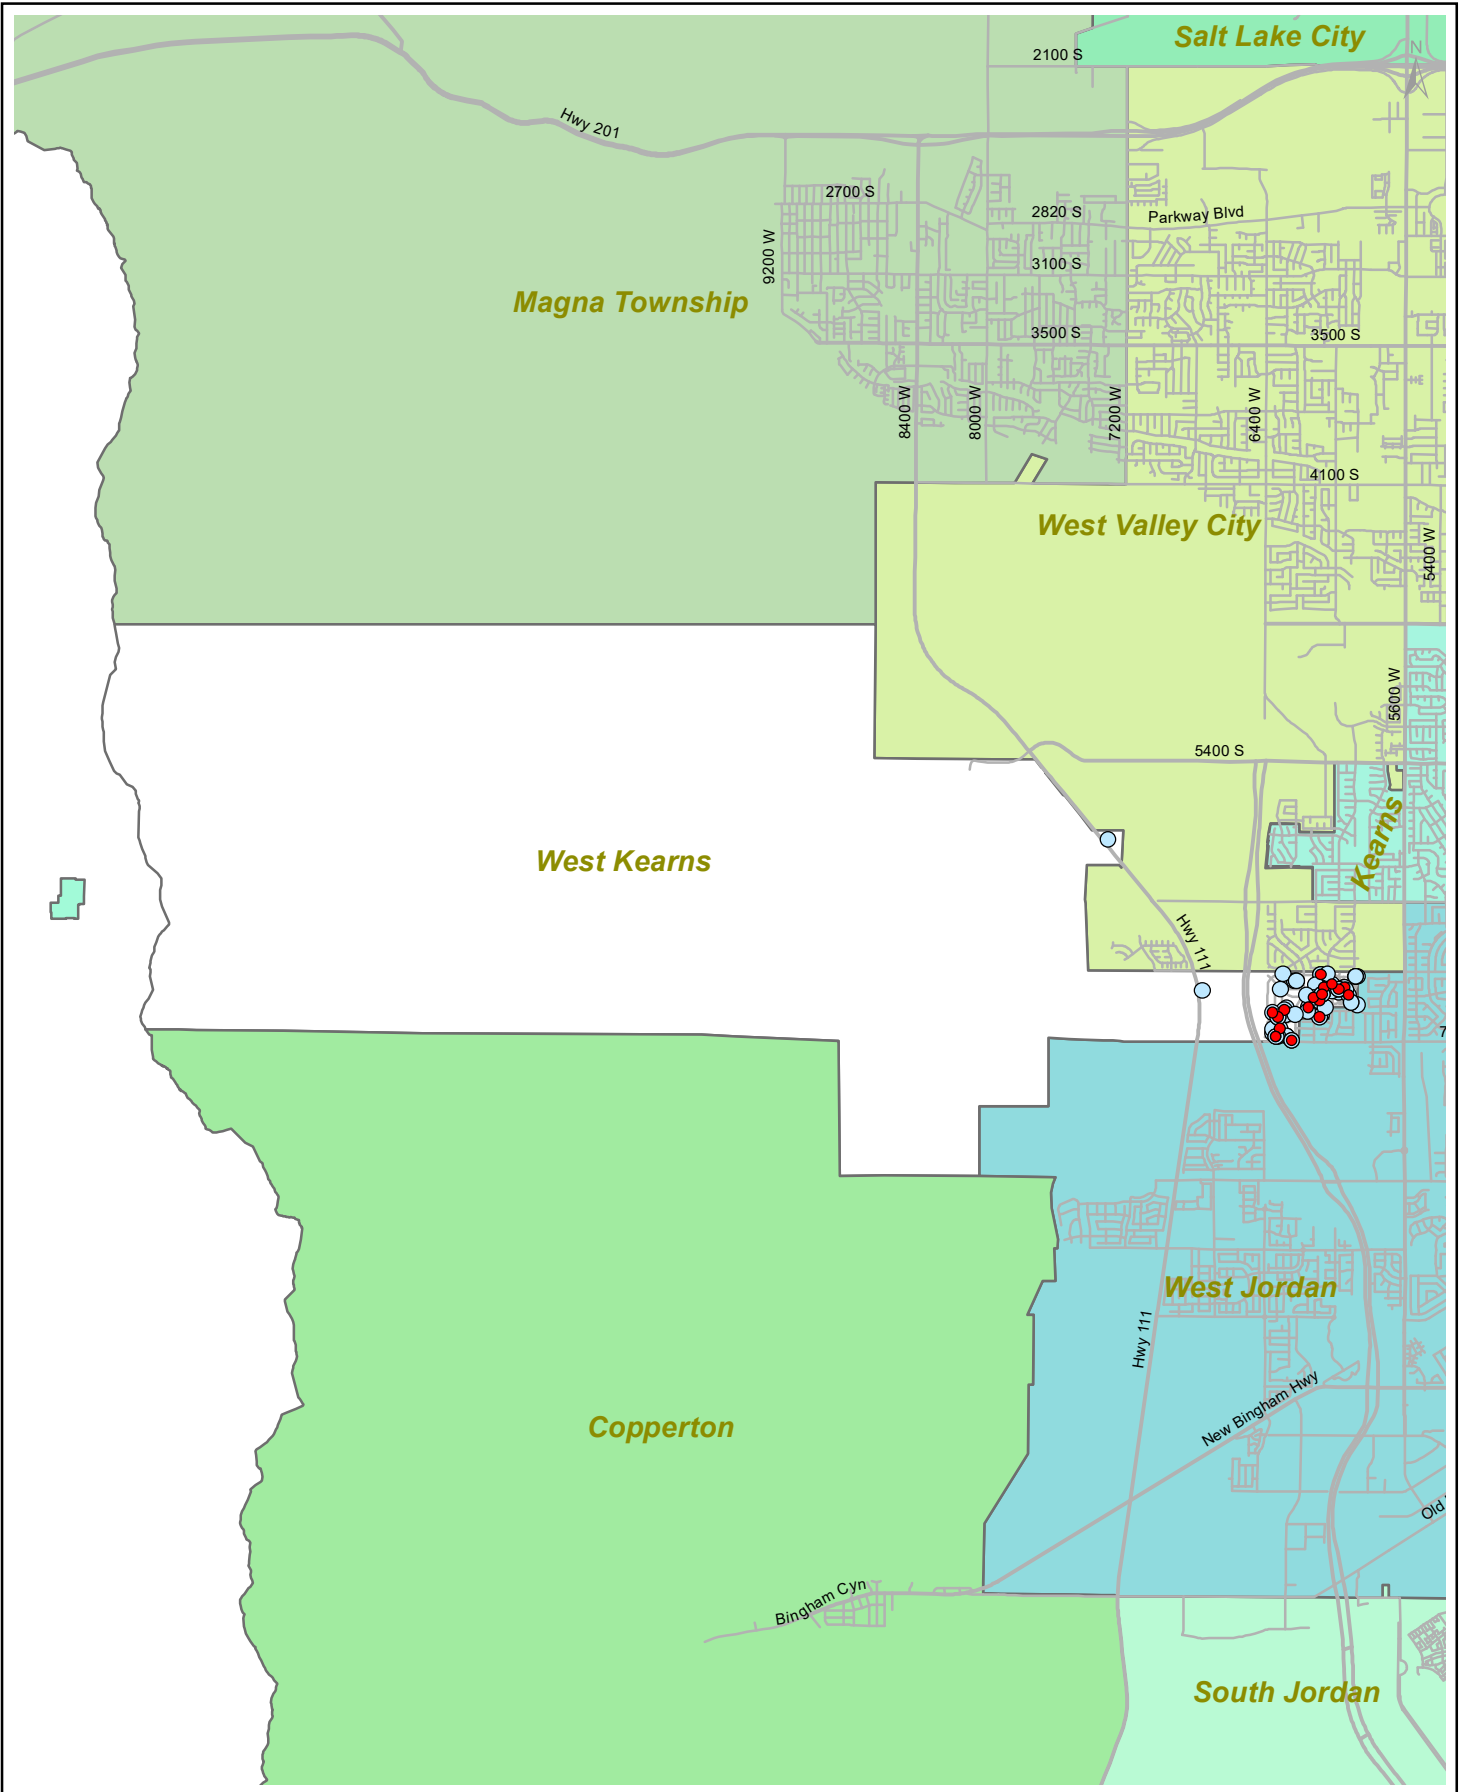 Salt Lake City
N
2100 S
Hwy 201
2700 S
2820 S
Parkway Blvd
9200 W
3100 S
Magna Township
3500 S
3500 S
8400 W
8000 W
7200 W
6400 W
4100 S
West Valley City
5400 W
5600 W
5400 S
Kearns
West Kearns
Hwy 111
7
West Jordan
Hwy 111
New Bingham Hwy
Copperton
Old
Bingham Cyn
South Jordan